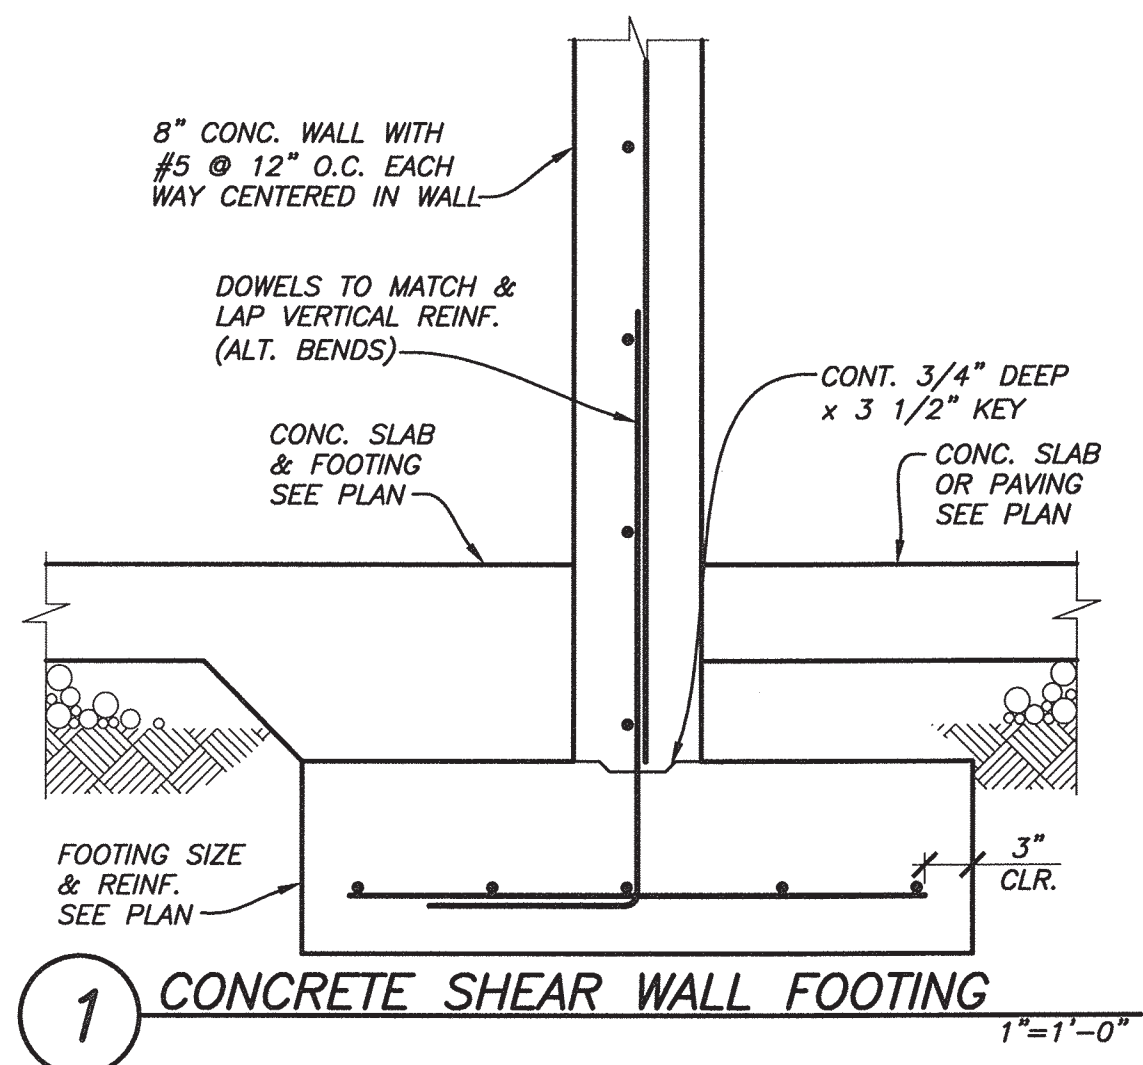 8" CONC. WALL WITH
#5 @ 12" O.C. EACH
WAY CENTERED IN WALL
DOWELS TO MATCH &
LAP VERTICAL REINF.
(ALT. BENDS)
CONT. 3/4" DEEP
x 3 1/2" KEY
CONC. SLAB
& FOOTING
SEE PLAN
CONC. SLAB
OR PAVING
SEE PLAN
FOOTING SIZE
& REINF.
SEE PLAN
3"
CLR.
1 CONCRETE SHEAR WALL FOOTING
1"=1'-0"